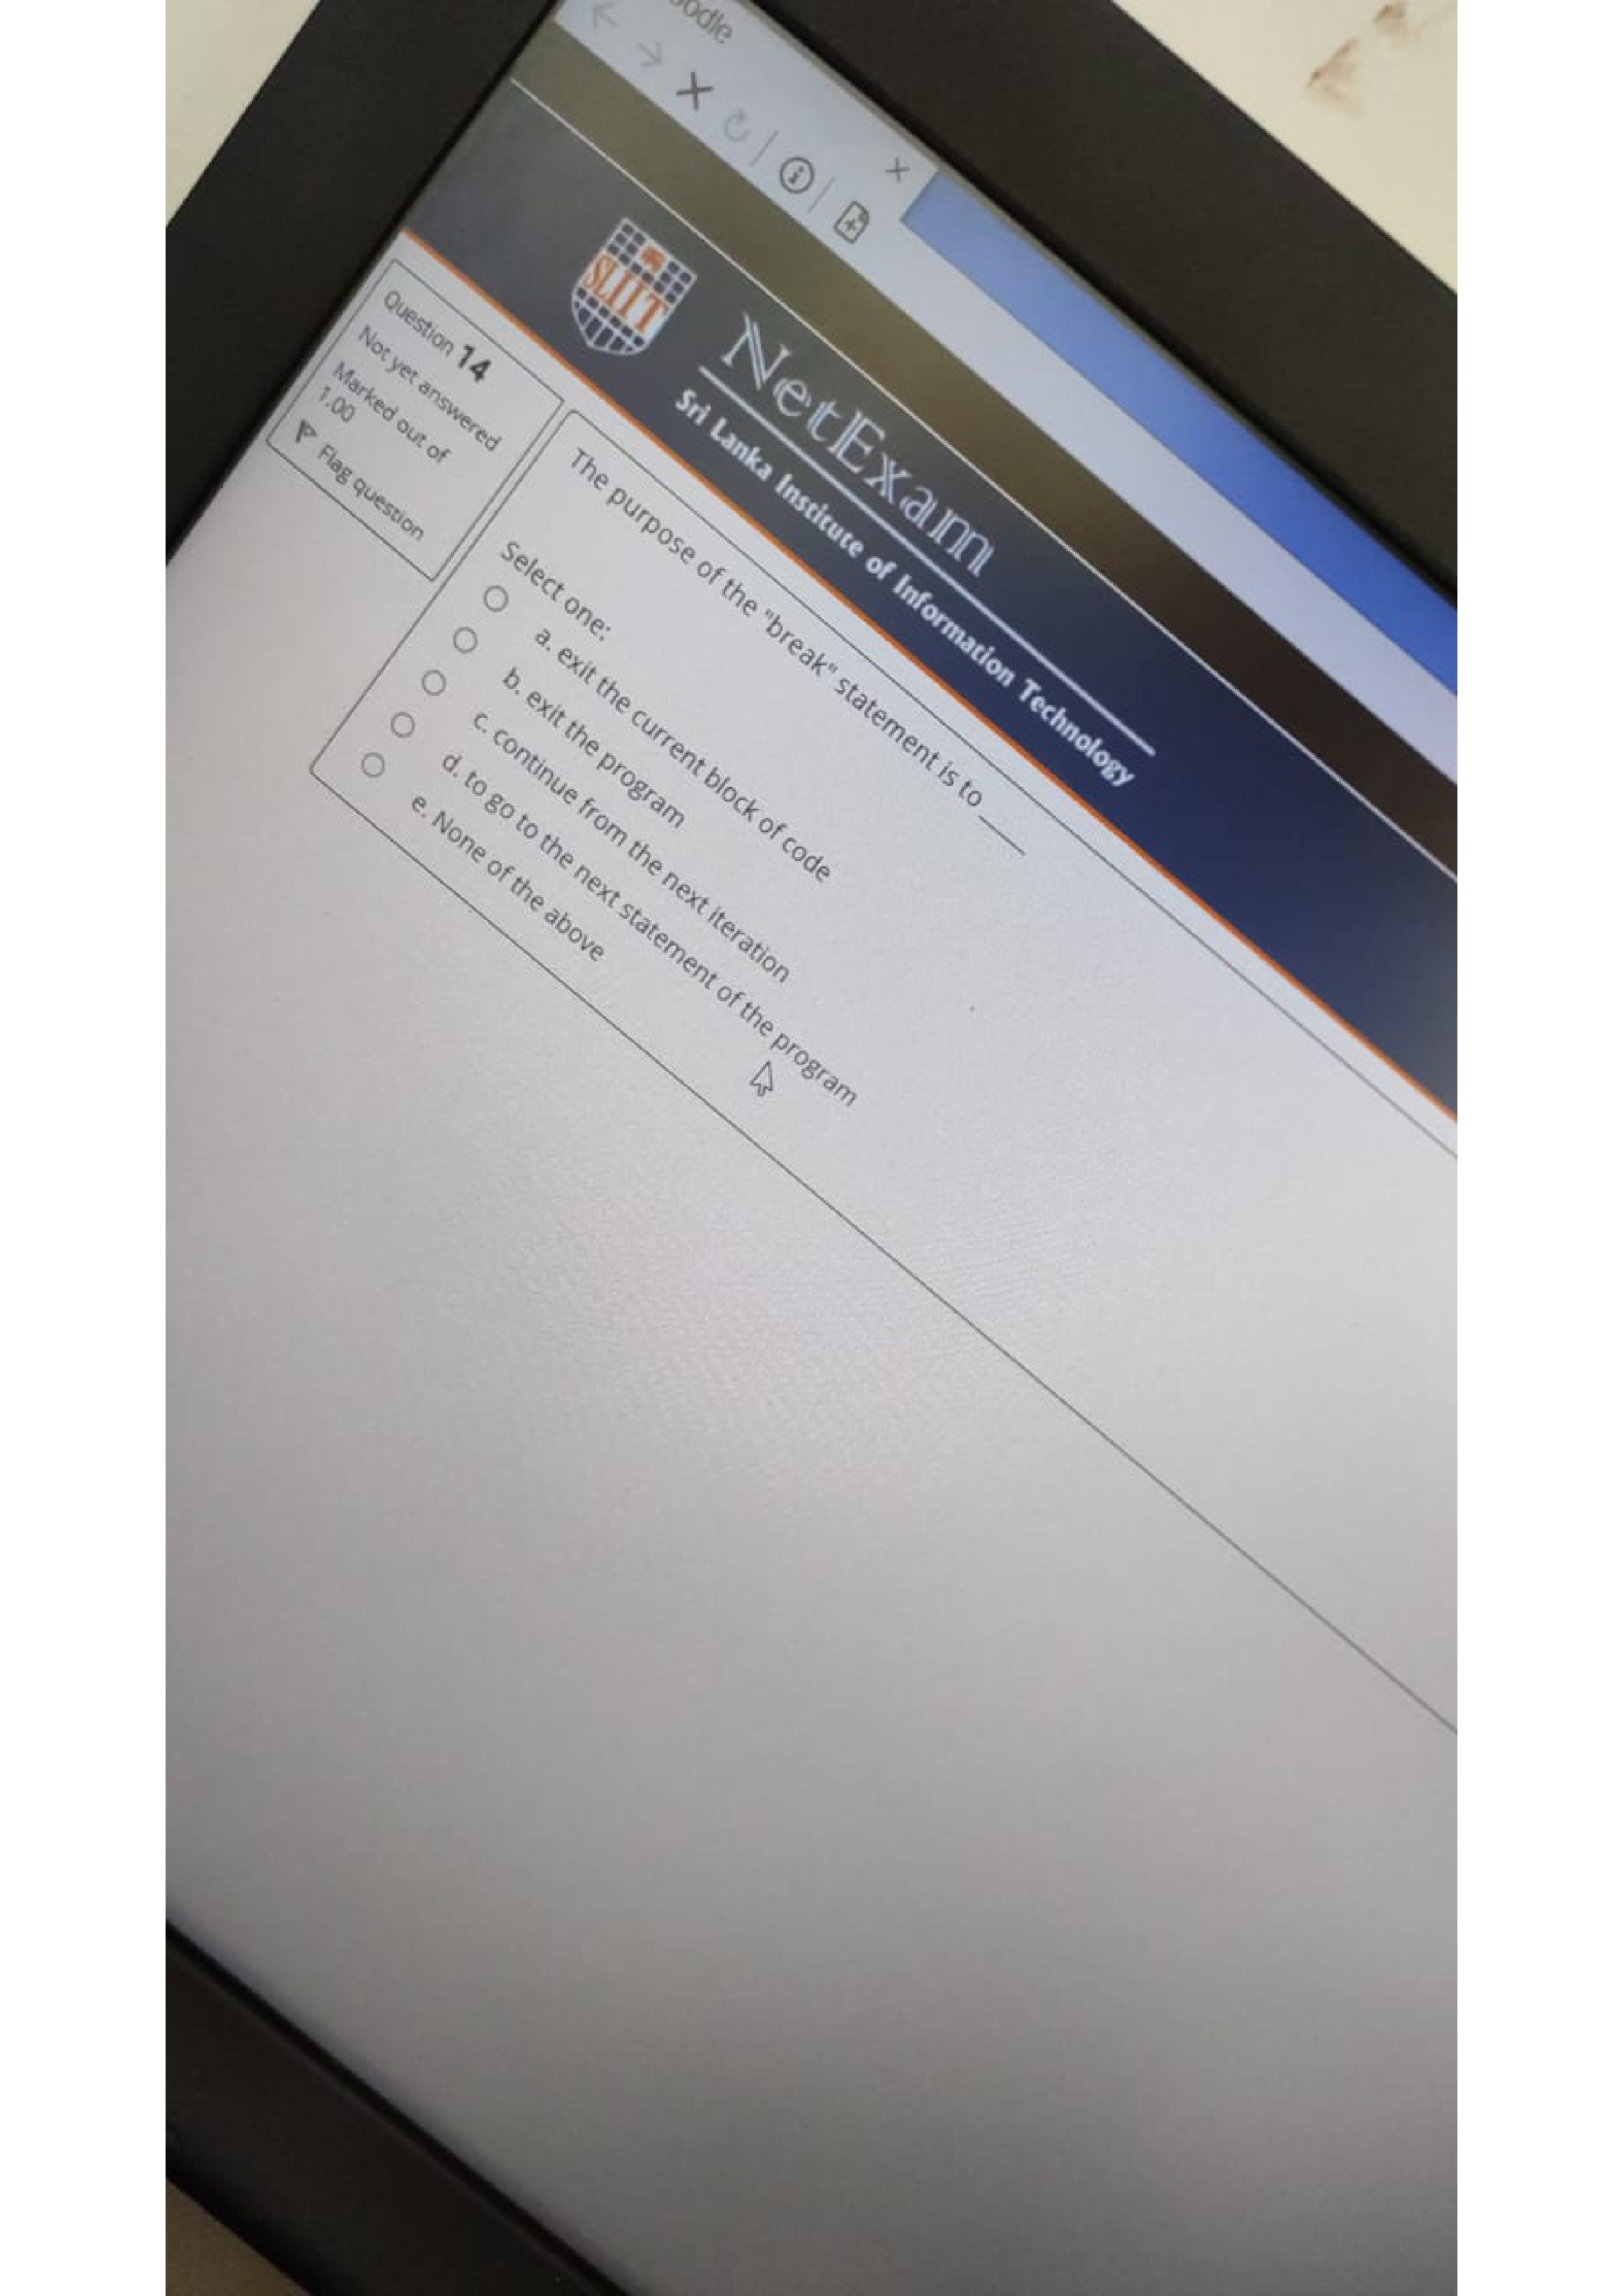 oodle
SLIIT
NetExam
Sri Lanka Institute of Information Technology
Question 14
Not yet answered
Marked out of
1.00
Flag question
The purpose of the "break" statement is to ____
Select one:
a. exit the current block of code
b. exit the program
c. continue from the next iteration
d. to go to the next statement of the program
e. None of the above